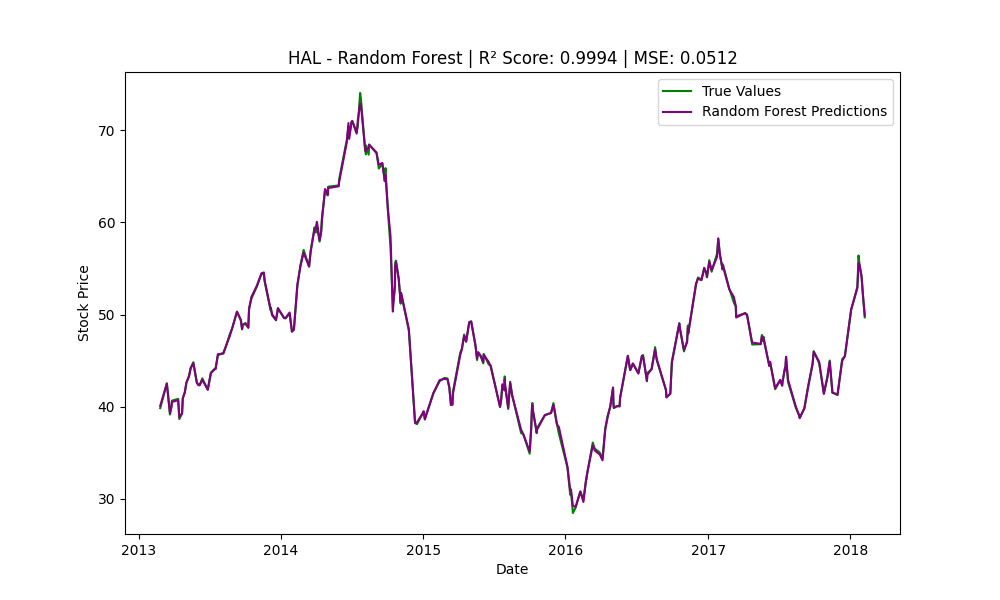 HAL - Random Forest | R² Score: 0.9994 | MSE: 0.0512
True Values
Random Forest Predictions
Stock Price
70
60
50
40
30
2013
2014
2015
2016
2017
2018
Date